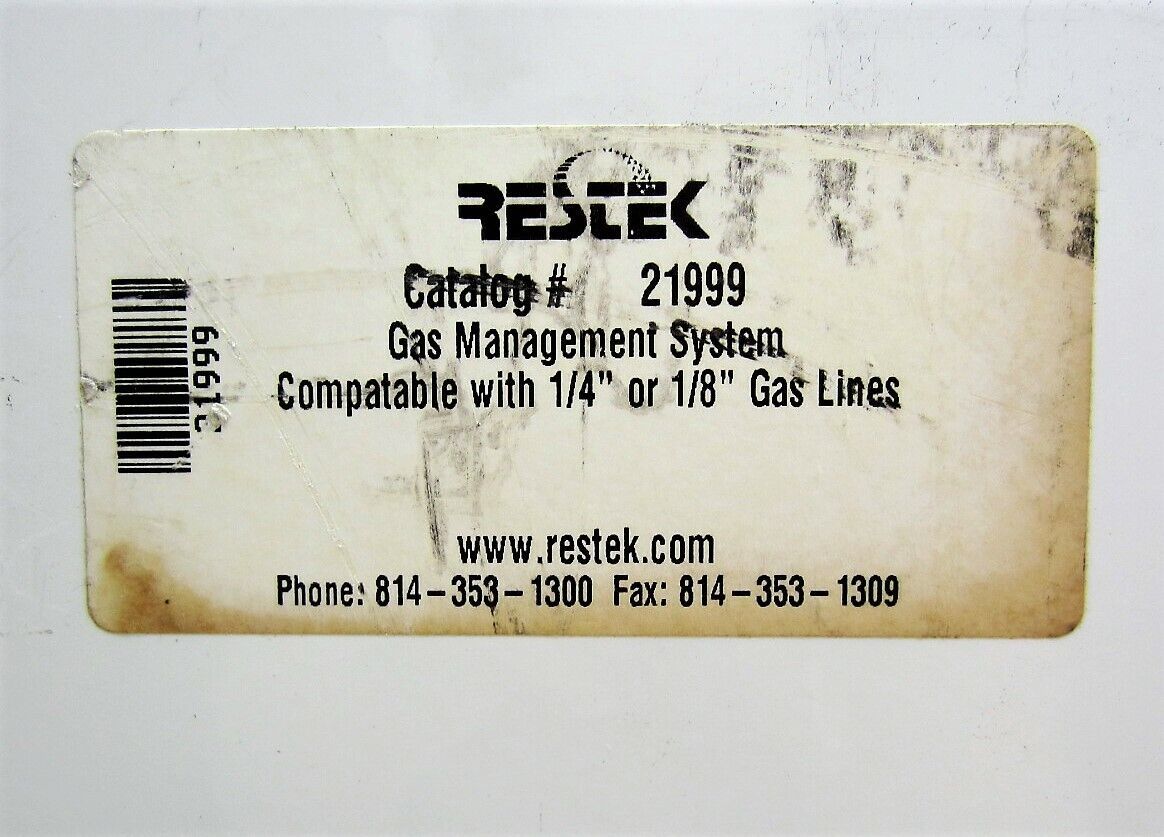 RESTEK
Catalog # 21999
Gas Management System
Compatable with 1/4" or 1/8" Gas Lines
www.restek.com
Phone: 814-353-1300 Fax: 814-353-1309
21999